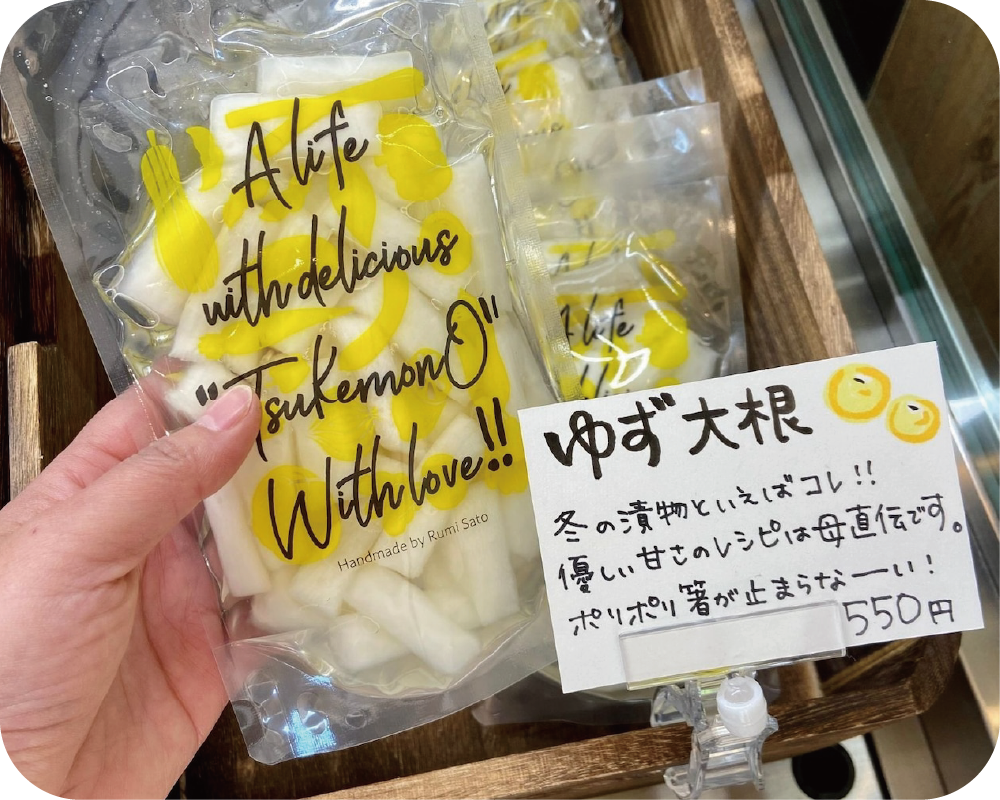 A life
with delicious
"TsukemonO"
With love!!
Handmade by Rumi Sato
A life
A life
ゆず大根
冬の漬物といえばコレ!!
優しい甘さのレシピは母直伝です。
ポリポリ箸が止まらなーい!
550円